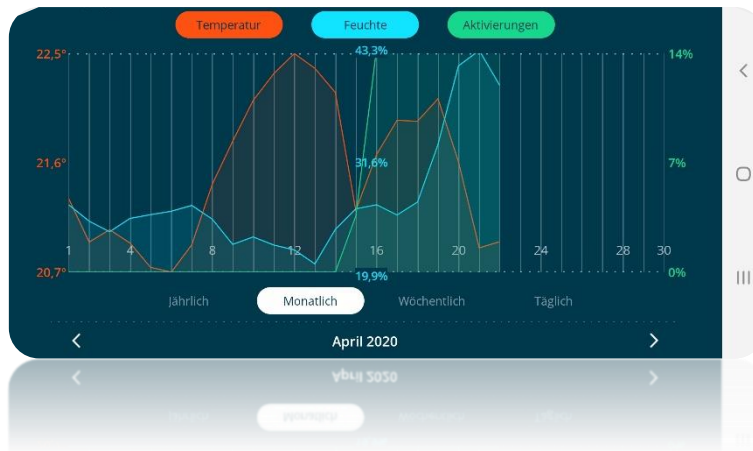 Temperatur Feuchte Aktivierungen
22,5° 43,3% 14%
21,6° 31,6% 7%
1 4 8 12 16 20 24 28 30
20,7° 19,9% 0%
Jährlich Monatlich Wöchentlich Täglich
April 2020